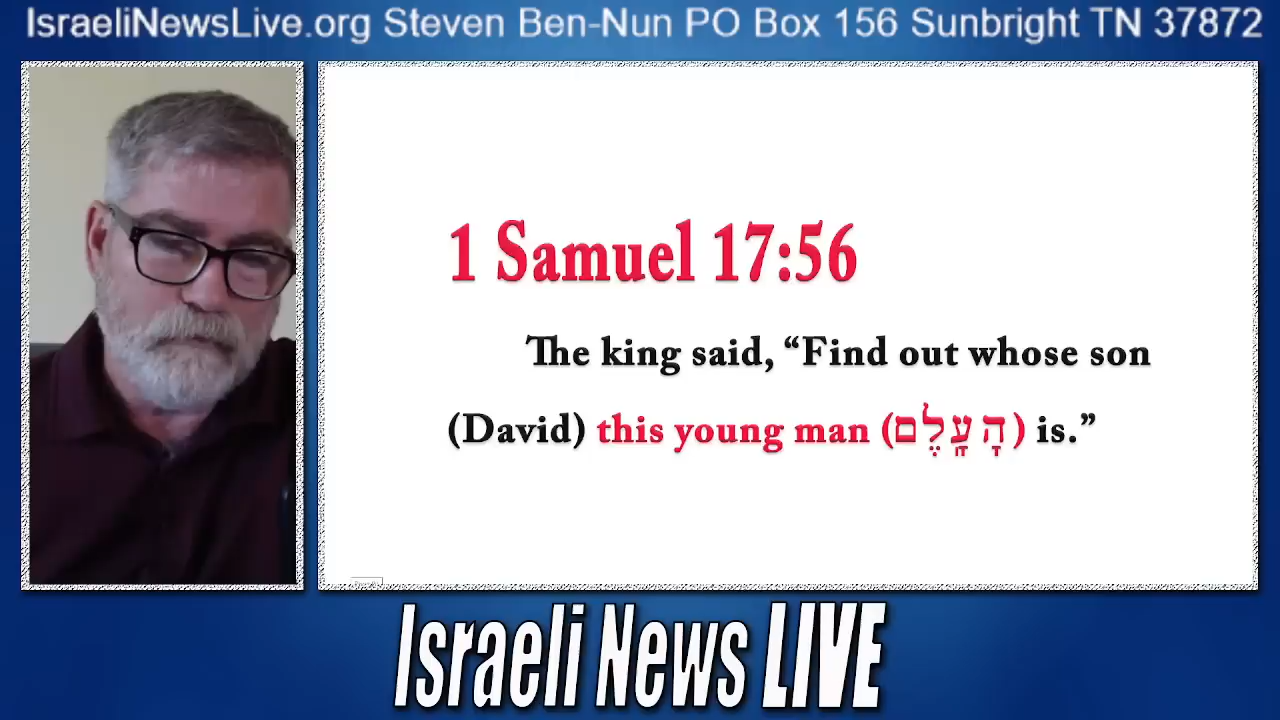 IsraeliNewsLive.org Steven Ben-Nun PO Box 156 Sunbright TN 37872
1 Samuel 17:56
The king said, “Find out whose son
(David) this young man (הָעָֽלֶם) is.”
Israeli News LIVE